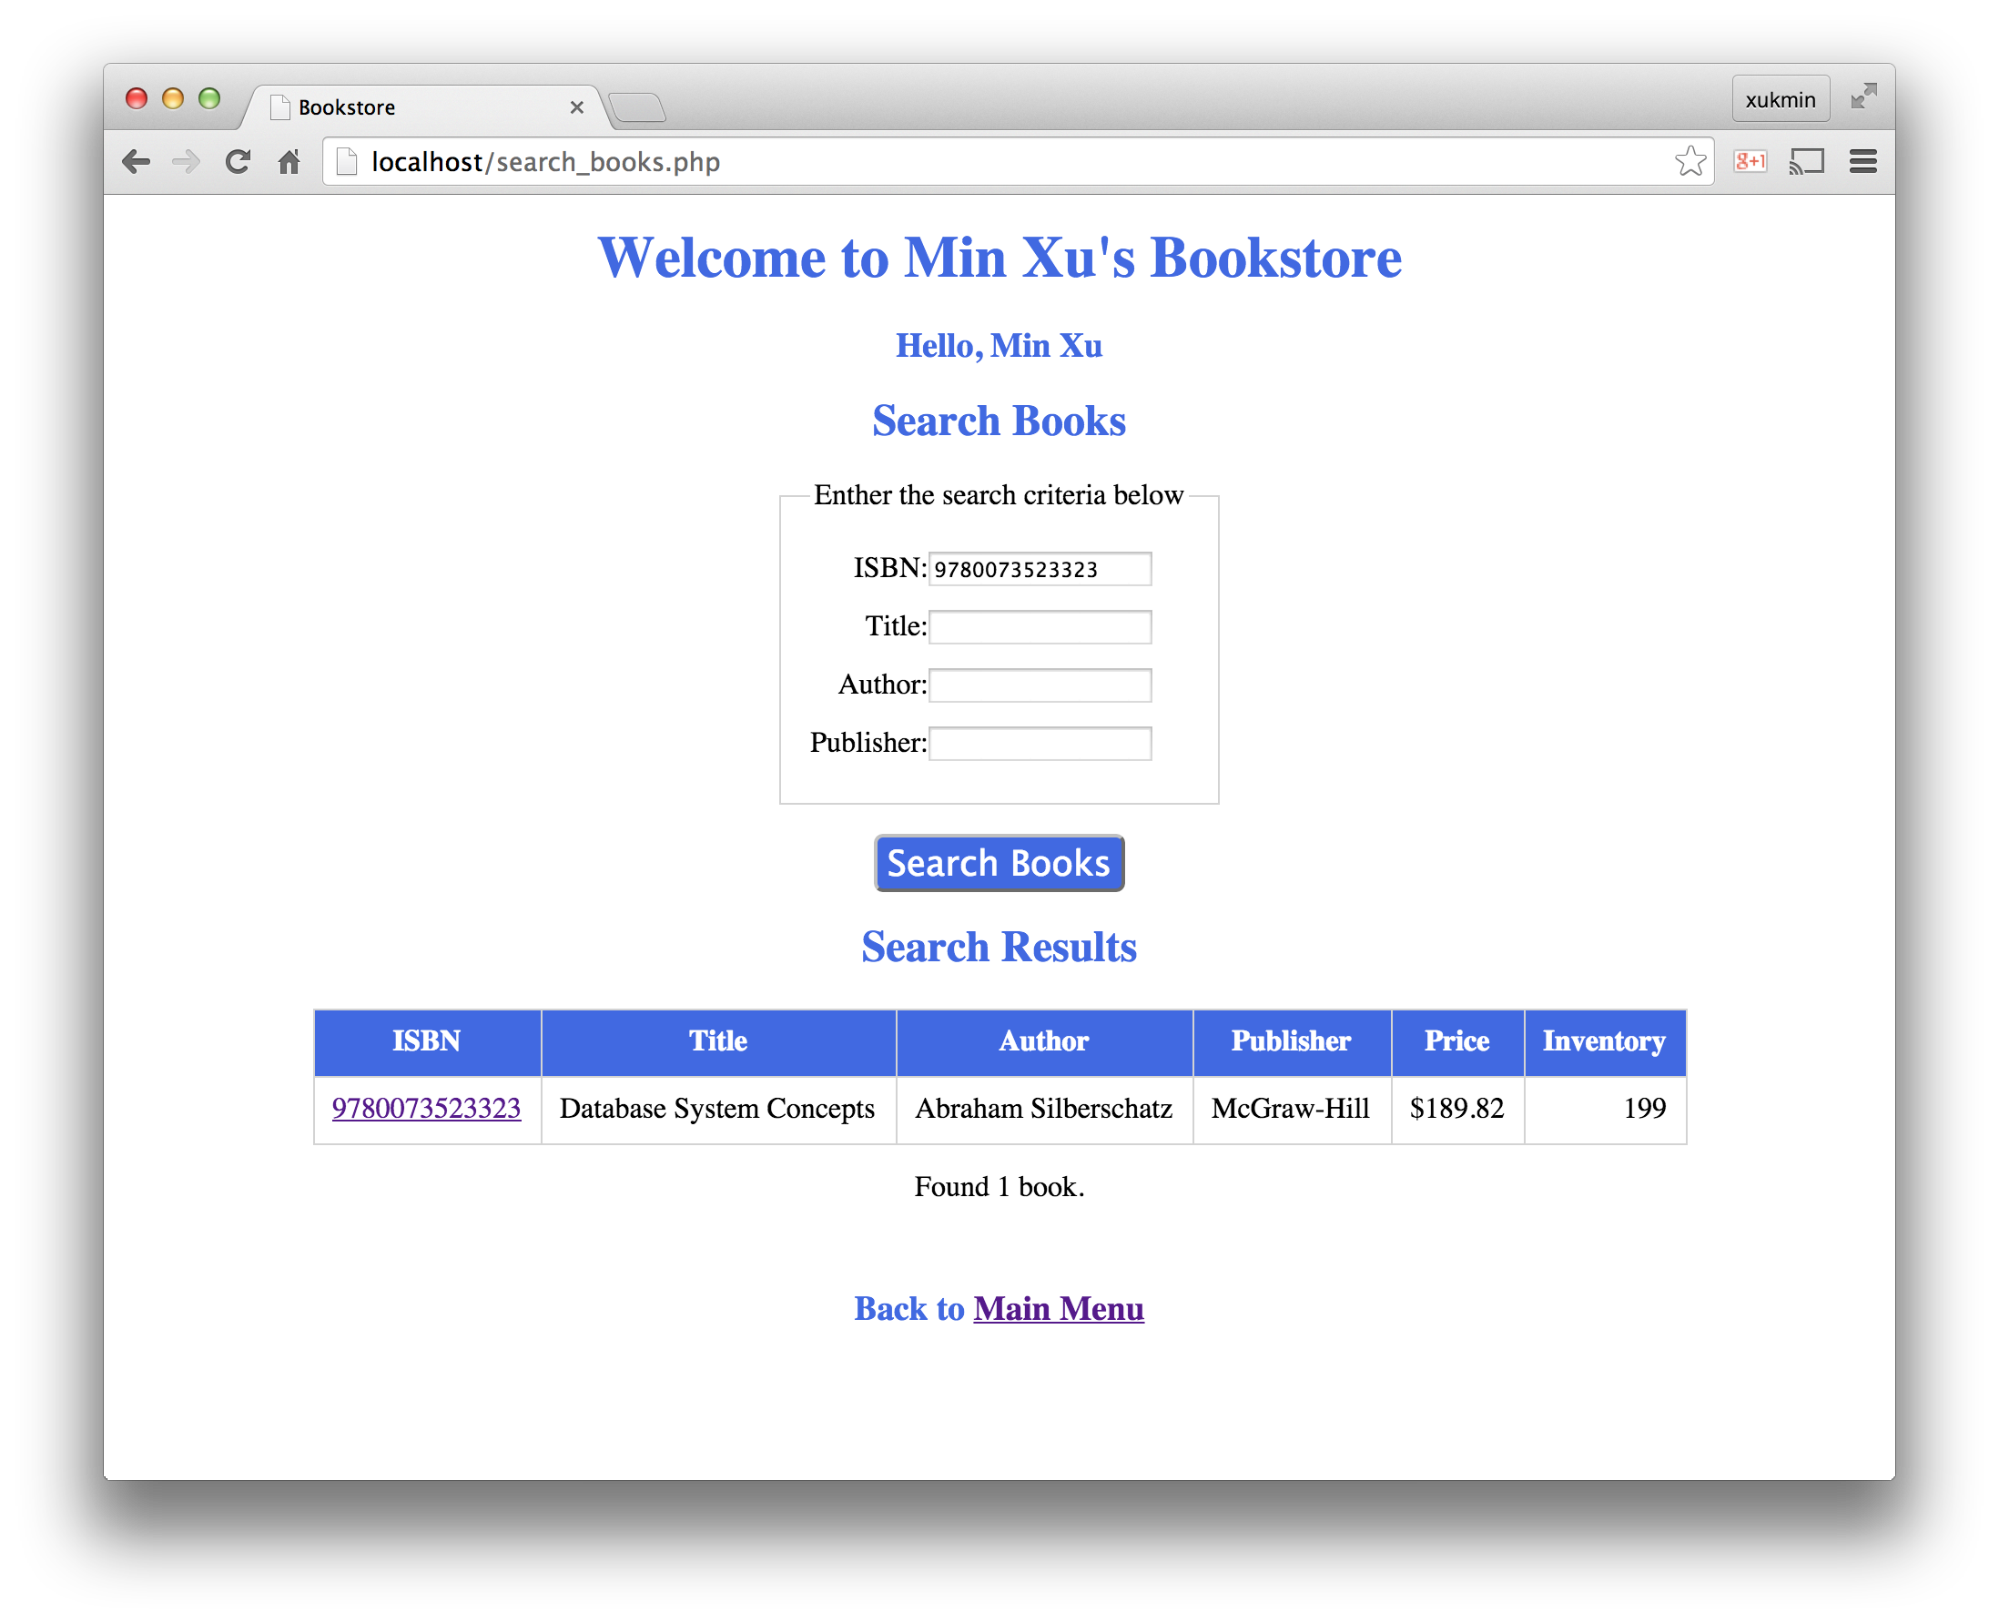 Bookstore
xukmin
localhost/search_books.php
g+1
Welcome to Min Xu's Bookstore
Hello, Min Xu
Search Books
Enther the search criteria below
ISBN: 9780073523323
Title:
Author:
Publisher:
Search Books
Search Results
ISBN Title Author Publisher Price Inventory
9780073523323 Database System Concepts Abraham Silberschatz McGraw-Hill $189.82 199
Found 1 book.
Back to Main Menu